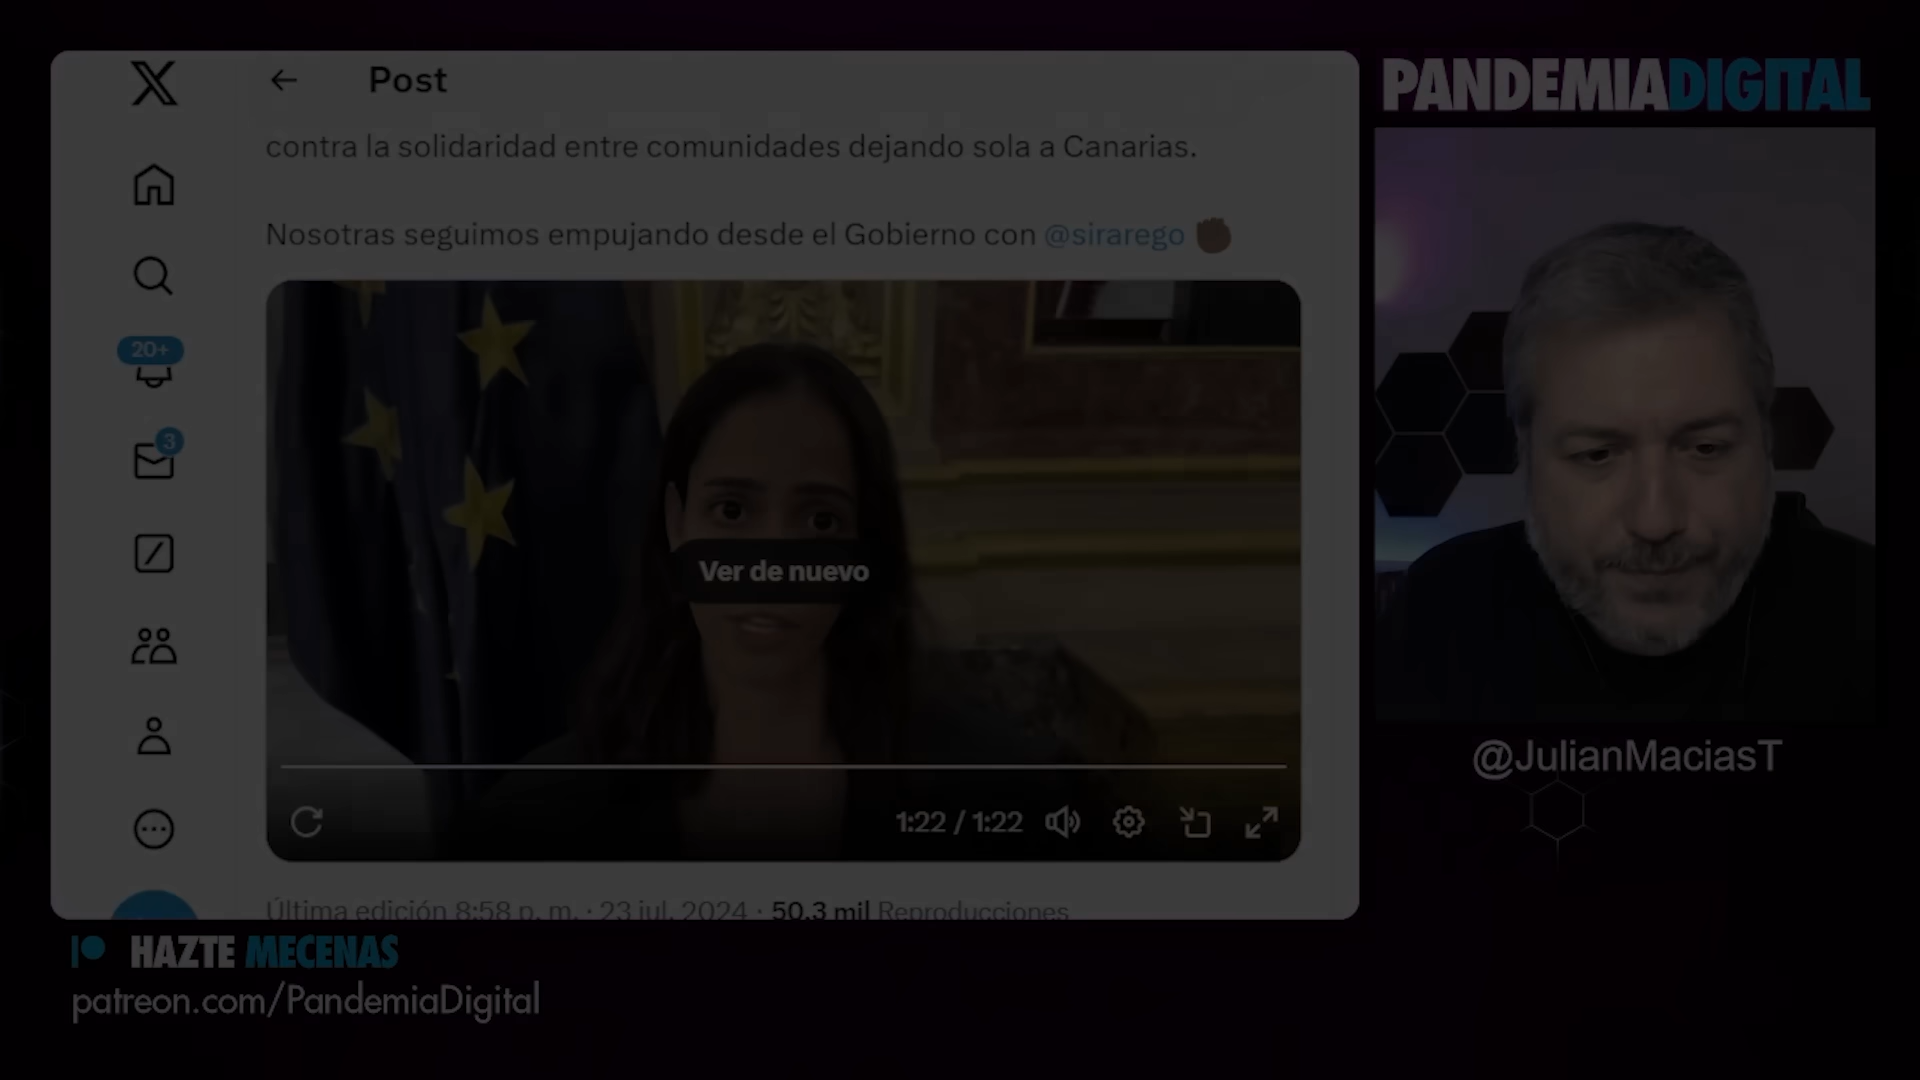 Post
PANDEMIADIGITAL
contra la solidaridad entre comunidades dejando sola a Canarias.
Nosotras seguimos empujando desde el Gobierno con @sirarego
20+
3
Ver de nuevo
1:22 / 1:22
@JulianMaciasT
Última edición 8:58 p. m. · 23 jul. 2024 · 50,3 mil Reproducciones
HAZTE MECENAS
patreon.com/PandemiaDigital